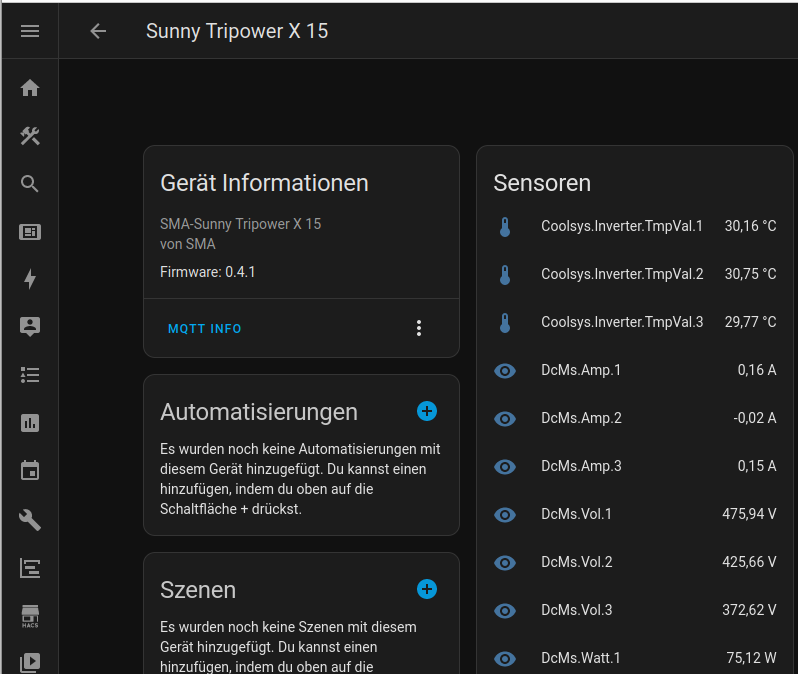 Sunny Tripower X 15
Gerät Informationen
SMA-Sunny Tripower X 15
von SMA
Firmware: 0.4.1
MQTT INFO
Automatisierungen
Es wurden noch keine Automatisierungen mit
diesem Gerät hinzugefügt. Du kannst einen
hinzufügen, indem du oben auf die
Schaltfläche + drückst.
Szenen
Es wurden noch keine Szenen mit diesem
Gerät hinzugefügt. Du kannst einen
hinzufügen, indem du oben auf die
Sensoren
Coolsys.Inverter.TmpVal.1 30,16 °C
Coolsys.Inverter.TmpVal.2 30,75 °C
Coolsys.Inverter.TmpVal.3 29,77 °C
DcMs.Amp.1 0,16 A
DcMs.Amp.2 -0,02 A
DcMs.Amp.3 0,15 A
DcMs.Vol.1 475,94 V
DcMs.Vol.2 425,66 V
DcMs.Vol.3 372,62 V
DcMs.Watt.1 75,12 W
HACS